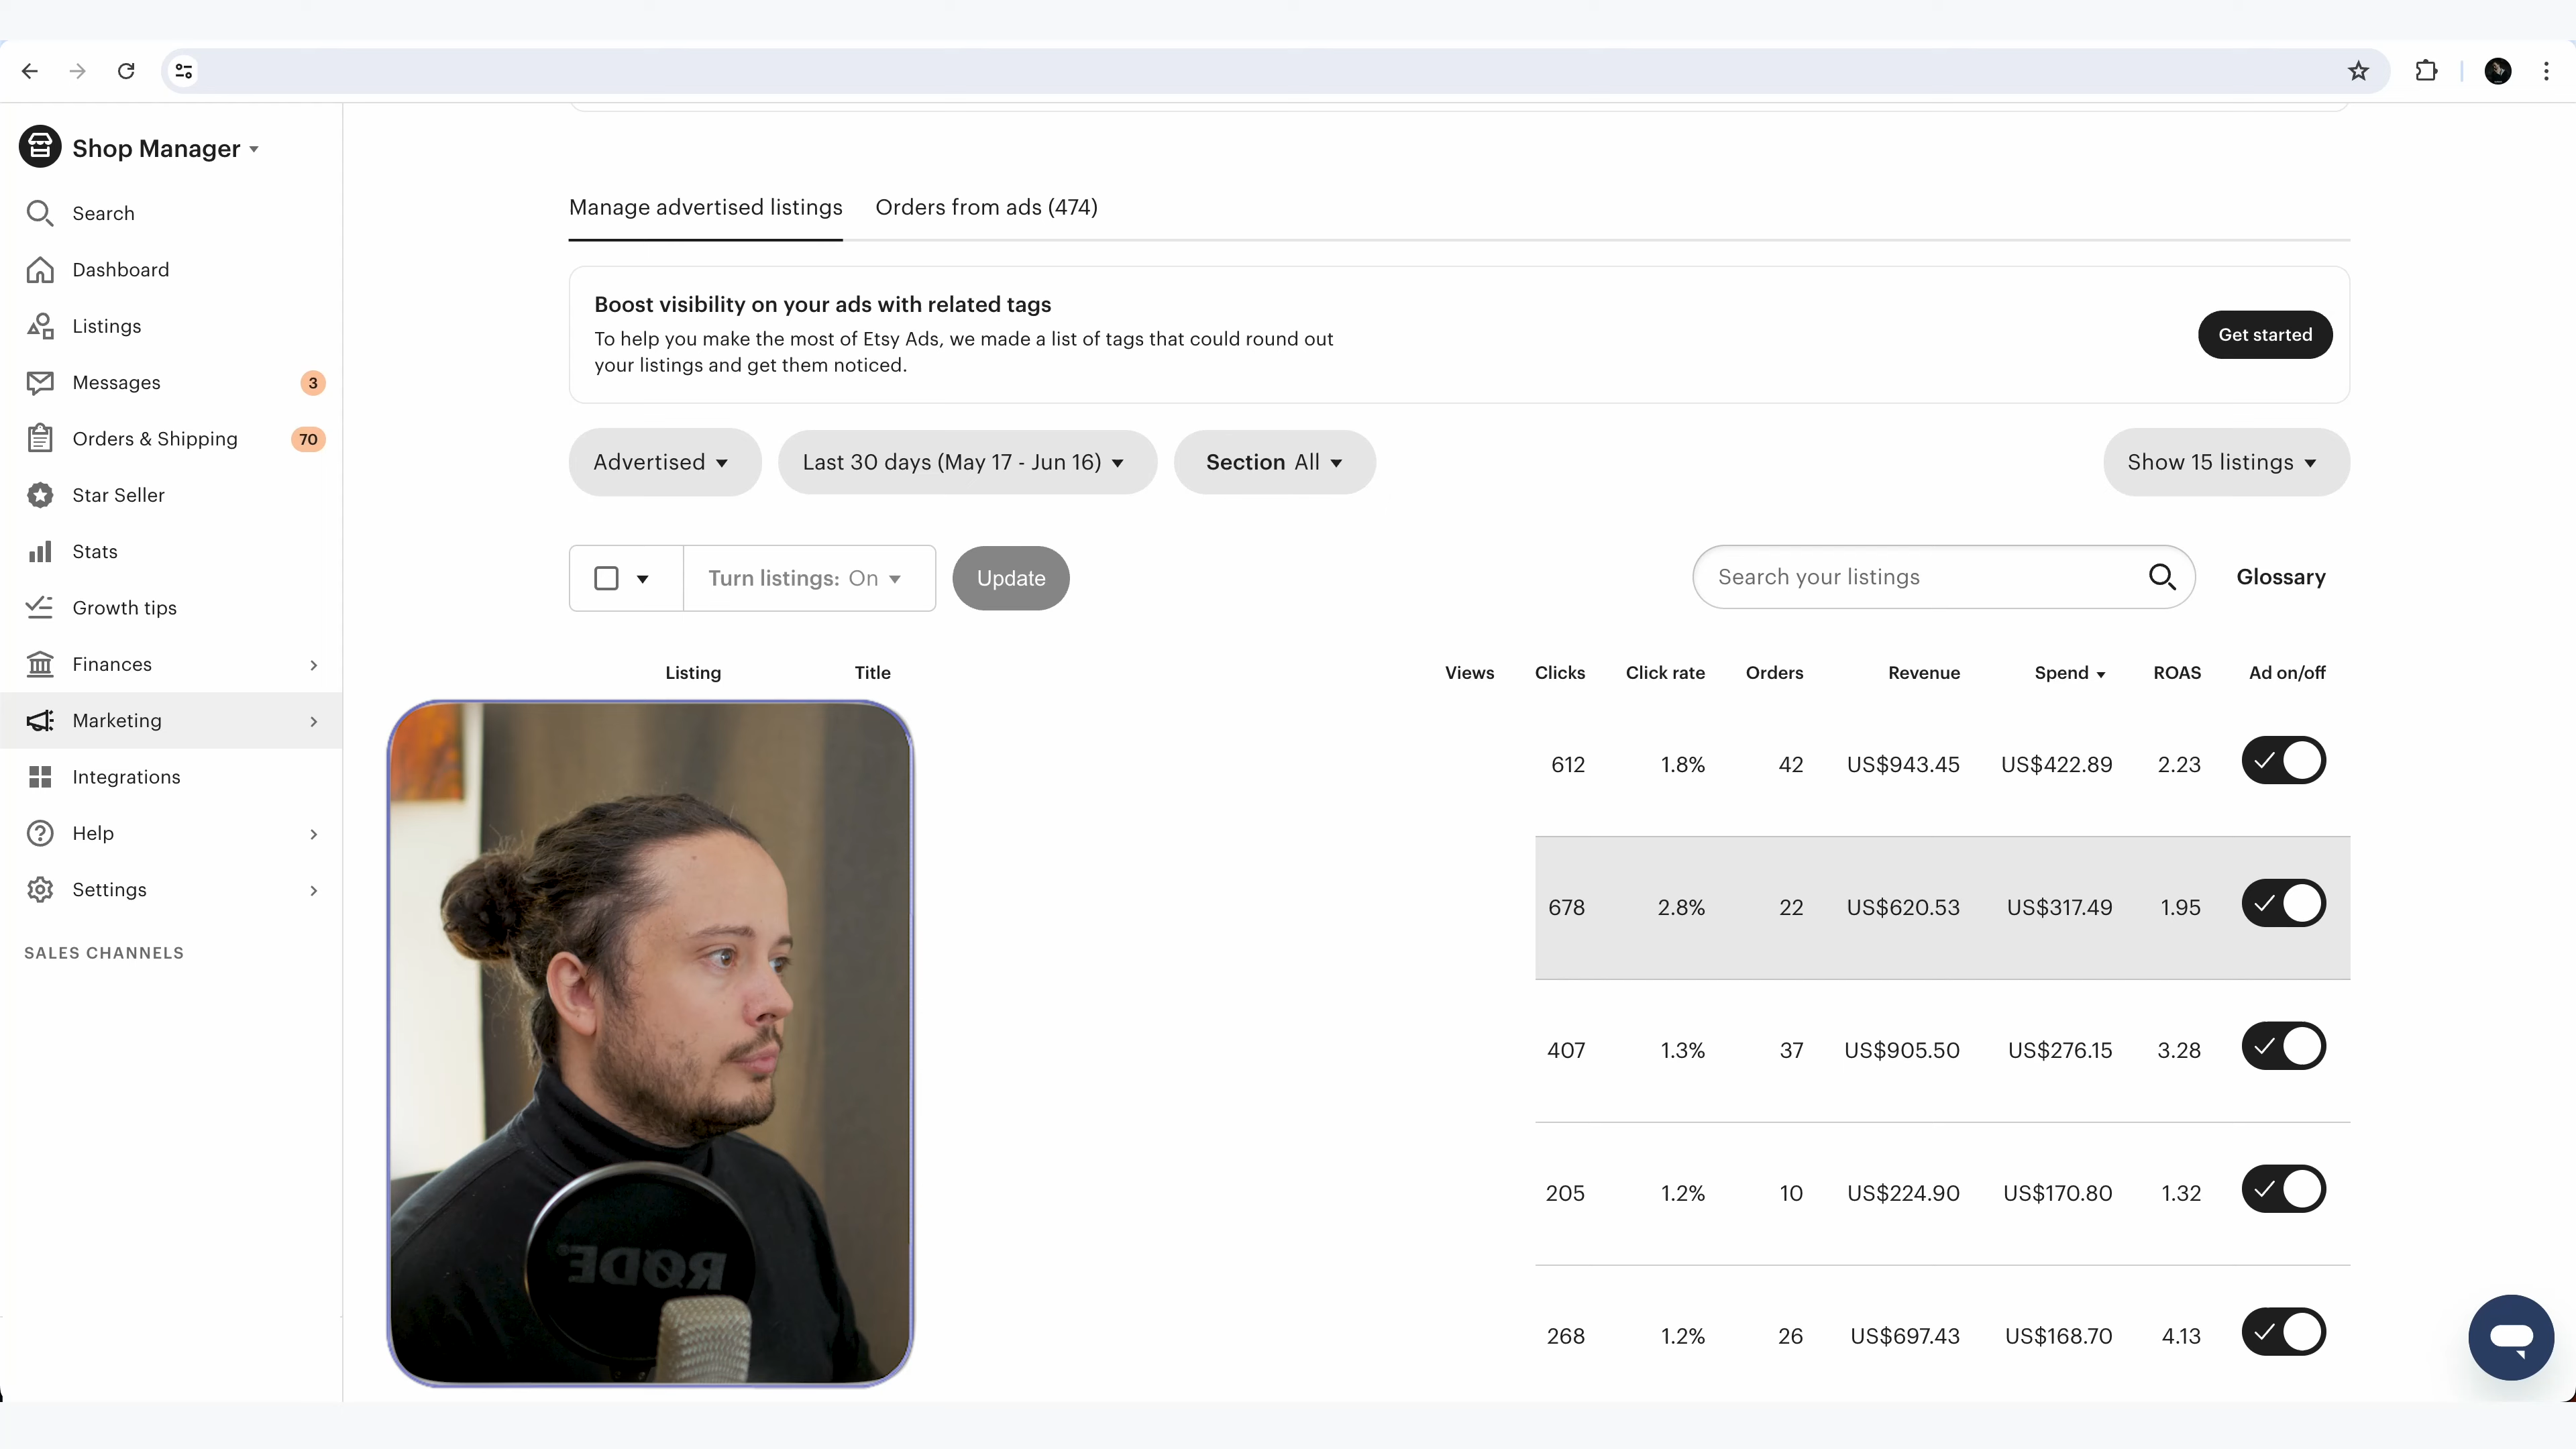 Shop Manager
Search
Dashboard
Listings
Messages 3
Orders & Shipping 70
Star Seller
Stats
Growth tips
Finances
Marketing
Integrations
Help
Settings
SALES CHANNELS
Manage advertised listings Orders from ads (474)
Boost visibility on your ads with related tags
To help you make the most of Etsy Ads, we made a list of tags that could round out
your listings and get them noticed.
Get started
Advertised Last 30 days (May 17 - Jun 16) Section All Show 15 listings
Turn listings: On Update Search your listings Glossary
Listing Title Views Clicks Click rate Orders Revenue Spend ROAS Ad on/off
612 1.8% 42 US$943.45 US$422.89 2.23
678 2.8% 22 US$620.53 US$317.49 1.95
407 1.3% 37 US$905.50 US$276.15 3.28
205 1.2% 10 US$224.90 US$170.80 1.32
268 1.2% 26 US$697.43 US$168.70 4.13
RØDE